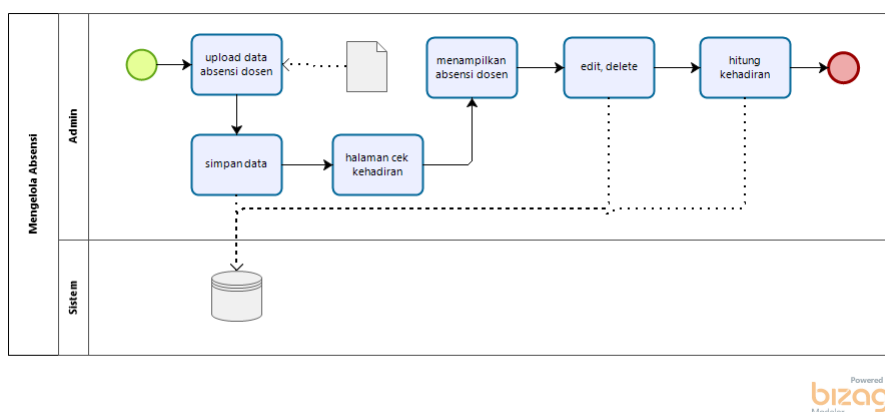 Mengelola Absensi
Admin
Sistem
upload data
absensi dosen
simpan data
halaman cek
kehadiran
menampilkan
absensi dosen
edit, delete
hitung
kehadiran
Powered
bizag
Modeler